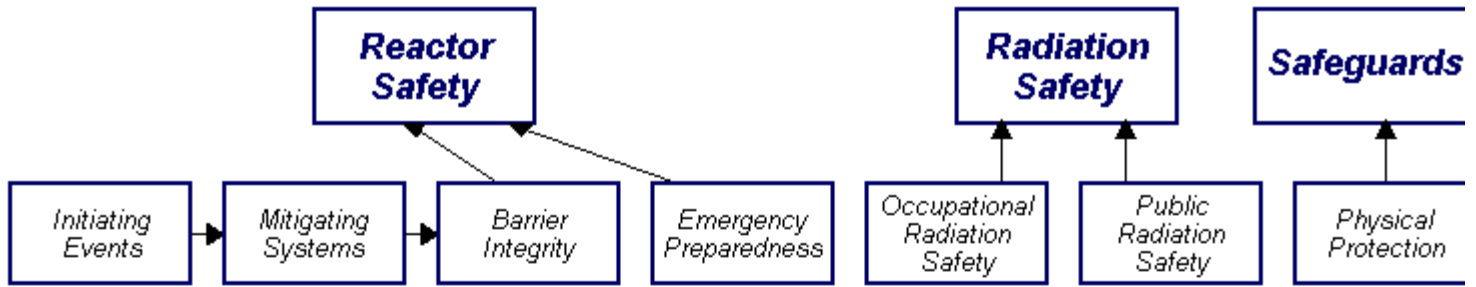 Reactor
Safety
Radiation
Safety
Safeguards
Initiating
Events
Mitigating
Systems
Barrier
Integrity
Emergency
Preparedness
Occupational
Radiation
Safety
Public
Radiation
Safety
Physical
Protection